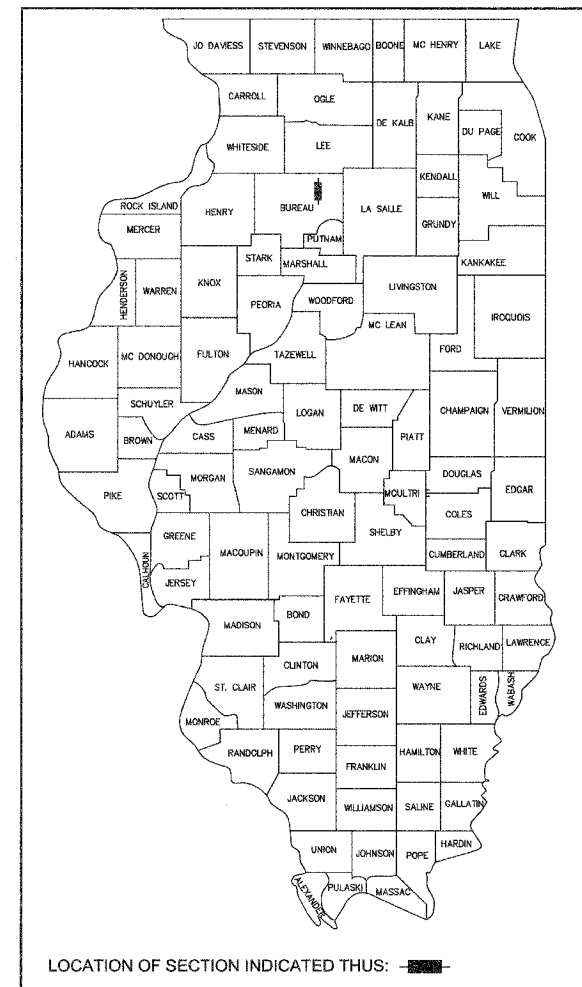 JO DAVIESS STEVENSON WINNEBAGO BOONE MC HENRY LAKE
CARROLL OGLE DE KALB KANE COOK
DU PAGE
WHITESIDE LEE
KENDALL WILL
ROCK ISLAND HENRY BUREAU LA SALLE
MERCER GRUNDY
PUTNAM
STARK MARSHALL KANKAKEE
HENDERSON WARREN KNOX LIVINGSTON
PEORIA WOODFORD IROQUOIS
MC LEAN
HANCOCK MC DONOUGH FULTON TAZEWELL FORD
MASON
SCHUYLER LOGAN DE WITT CHAMPAIGN VERMILION
ADAMS BROWN CASS MENARD PIATT
MACON
MORGAN SANGAMON DOUGLAS
PIKE SCOTT MOULTRI EDGAR
CHRISTIAN COLES
GREENE SHELBY
CALHOUN MACOUPIN MONTGOMERY CUMBERLAND CLARK
JERSEY
FAYETTE EFFINGHAM JASPER CRAWFORD
MADISON BOND
CLAY RICHLAND LAWRENCE
CLINTON MARION
ST. CLAIR WAYNE EDWARDS WABASH
WASHINGTON JEFFERSON
MONROE
RANDOLPH PERRY HAMILTON WHITE
FRANKLIN
JACKSON WILLIAMSON SALINE GALLATIN
UNION JOHNSON POPE HARDIN
ALEXANDER PULASKI MASSAC
LOCATION OF SECTION INDICATED THUS: